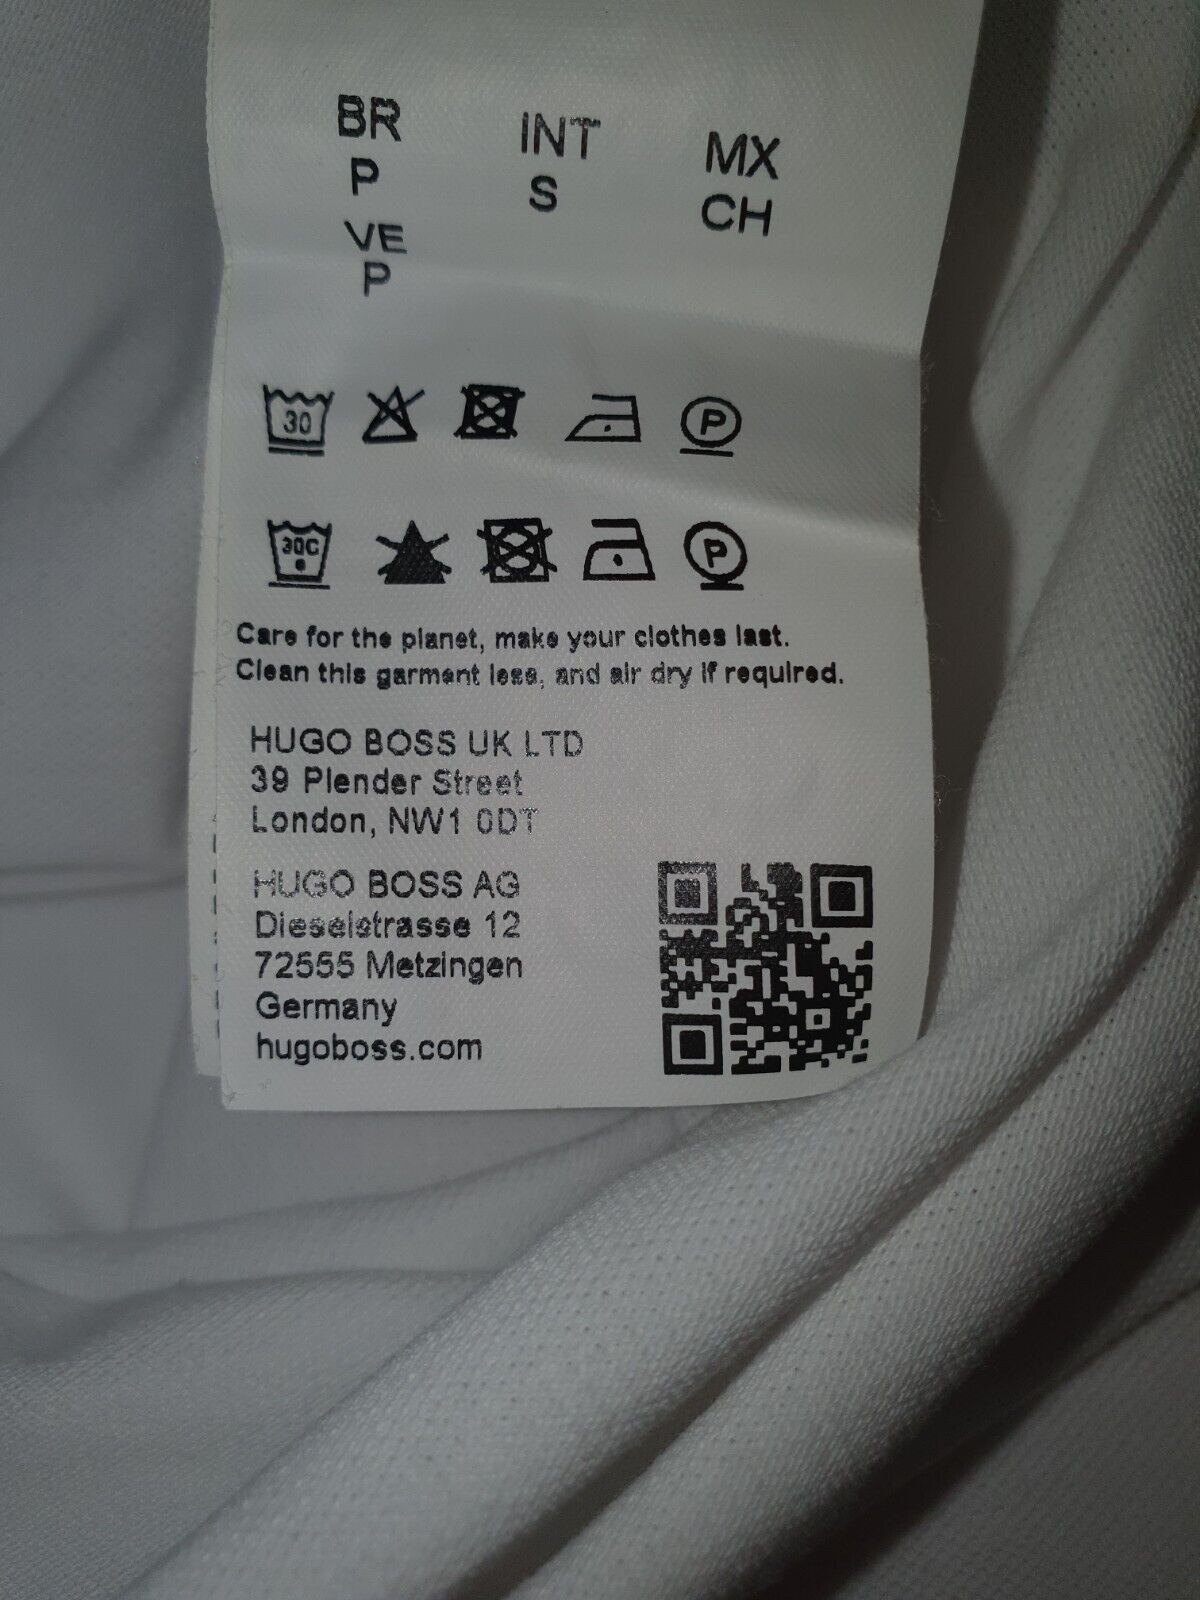 BR INT MX
P S CH
VE
P
30 P
30C P
Care for the planet, make your clothes last.
Clean this garment less, and air dry if required.
HUGO BOSS UK LTD
39 Plender Street
London, NW1 0DT
HUGO BOSS AG
Dieselstrasse 12
72555 Metzingen
Germany
hugoboss.com